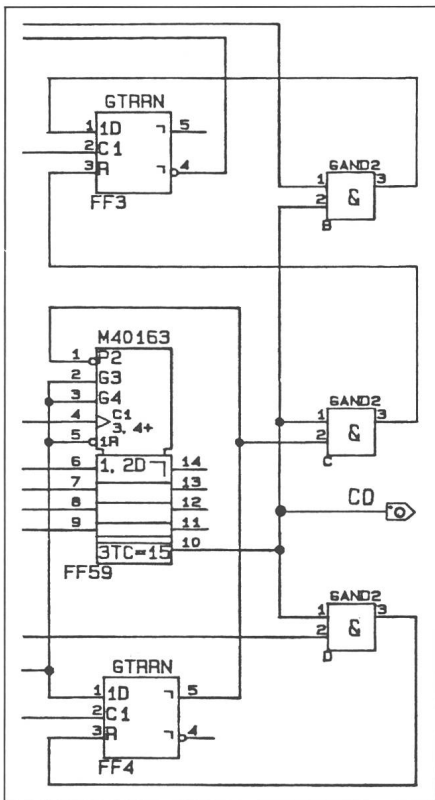 GTRRN
1 1D ¬ 5
2 C1
3 R ¬ 4
FF3
GAND2
1 & 3
2
B
M40163
1 P2
2 G3
3 G4
4 C1
3, 4+
5 1R
6 1, 2D ¬ 14
7 13
8 12
9 11
3TC=15 10
FF59
GAND2
1 & 3
2
C
CO
GAND2
1 & 3
2
D
GTRRN
1 1D ¬ 5
2 C1
3 R ¬ 4
FF4